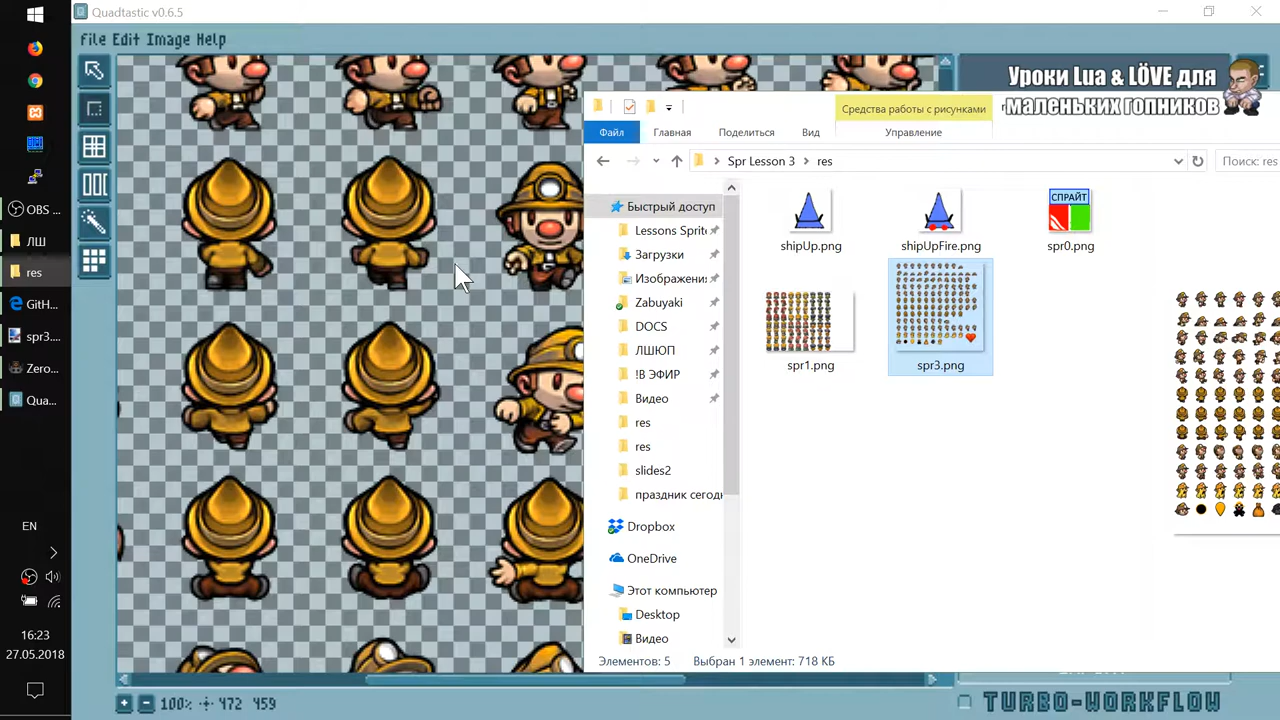 Quadtastic v0.6.5
File Edit Image Help
Уроки Lua & LÖVE для
маленьких гопников
Средства работы с рисунками
Файл
Главная
Поделиться
Вид
Управление
Spr Lesson 3
res
Поиск: res
Быстрый доступ
Lessons Sprite
Загрузки
Изображения
Zabuyaki
DOCS
ЛШЮП
!В ЭФИР
Видео
res
res
slides2
праздник сегод
Dropbox
OneDrive
Этот компьютер
Desktop
Видео
shipUp.png
shipUpFire.png
СПРАЙТ
spr0.png
spr1.png
spr3.png
Элементов: 5
Выбран 1 элемент: 718 КБ
OBS ...
ЛШ
res
GitH...
spr3....
Zero...
Qua...
EN
16:23
27.05.2018
100%
472 459
TURBO-WORKFLOW